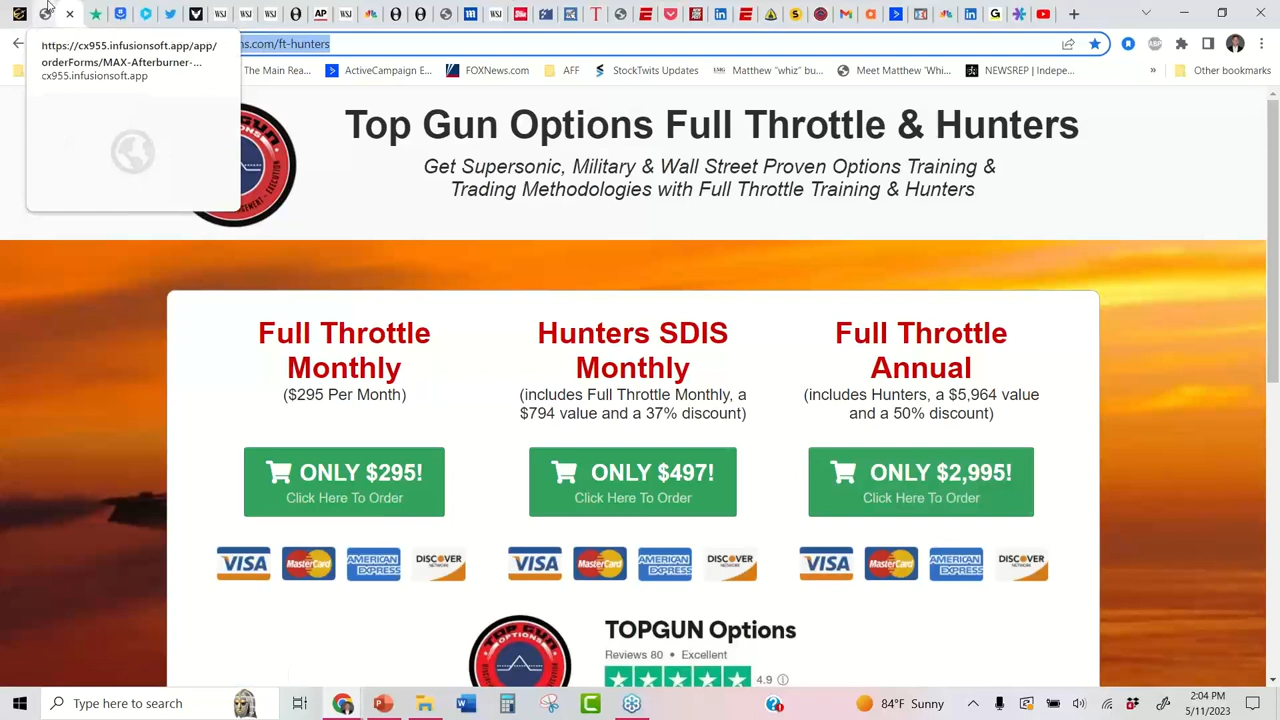 https://cx955.infusionsoft.app/app/
orderForms/MAX-Afterburner-...
cx955.infusionsoft.app
ns.com/ft-hunters
The Main Rea...
ActiveCampaign E...
FOXNews.com
AFF
StockTwits Updates
Matthew "whiz" bu...
Meet Matthew 'Whi...
NEWSREP | Indepe...
»
Other bookmarks
Top Gun Options Full Throttle & Hunters
Get Supersonic, Military & Wall Street Proven Options Training &
Trading Methodologies with Full Throttle Training & Hunters
Full Throttle
Monthly
($295 Per Month)
ONLY $295!
Click Here To Order
VISA MasterCard AMERICAN EXPRESS DISCOVER
Hunters SDIS
Monthly
(includes Full Throttle Monthly, a
$794 value and a 37% discount)
ONLY $497!
Click Here To Order
VISA MasterCard AMERICAN EXPRESS DISCOVER
Full Throttle
Annual
(includes Hunters, a $5,964 value
and a 50% discount)
ONLY $2,995!
Click Here To Order
VISA MasterCard AMERICAN EXPRESS DISCOVER
TOP GUN
OPTIONS
TOPGUN Options
Reviews 80 • Excellent
4.9
Type here to search
84°F Sunny
2:04 PM
5/11/2023